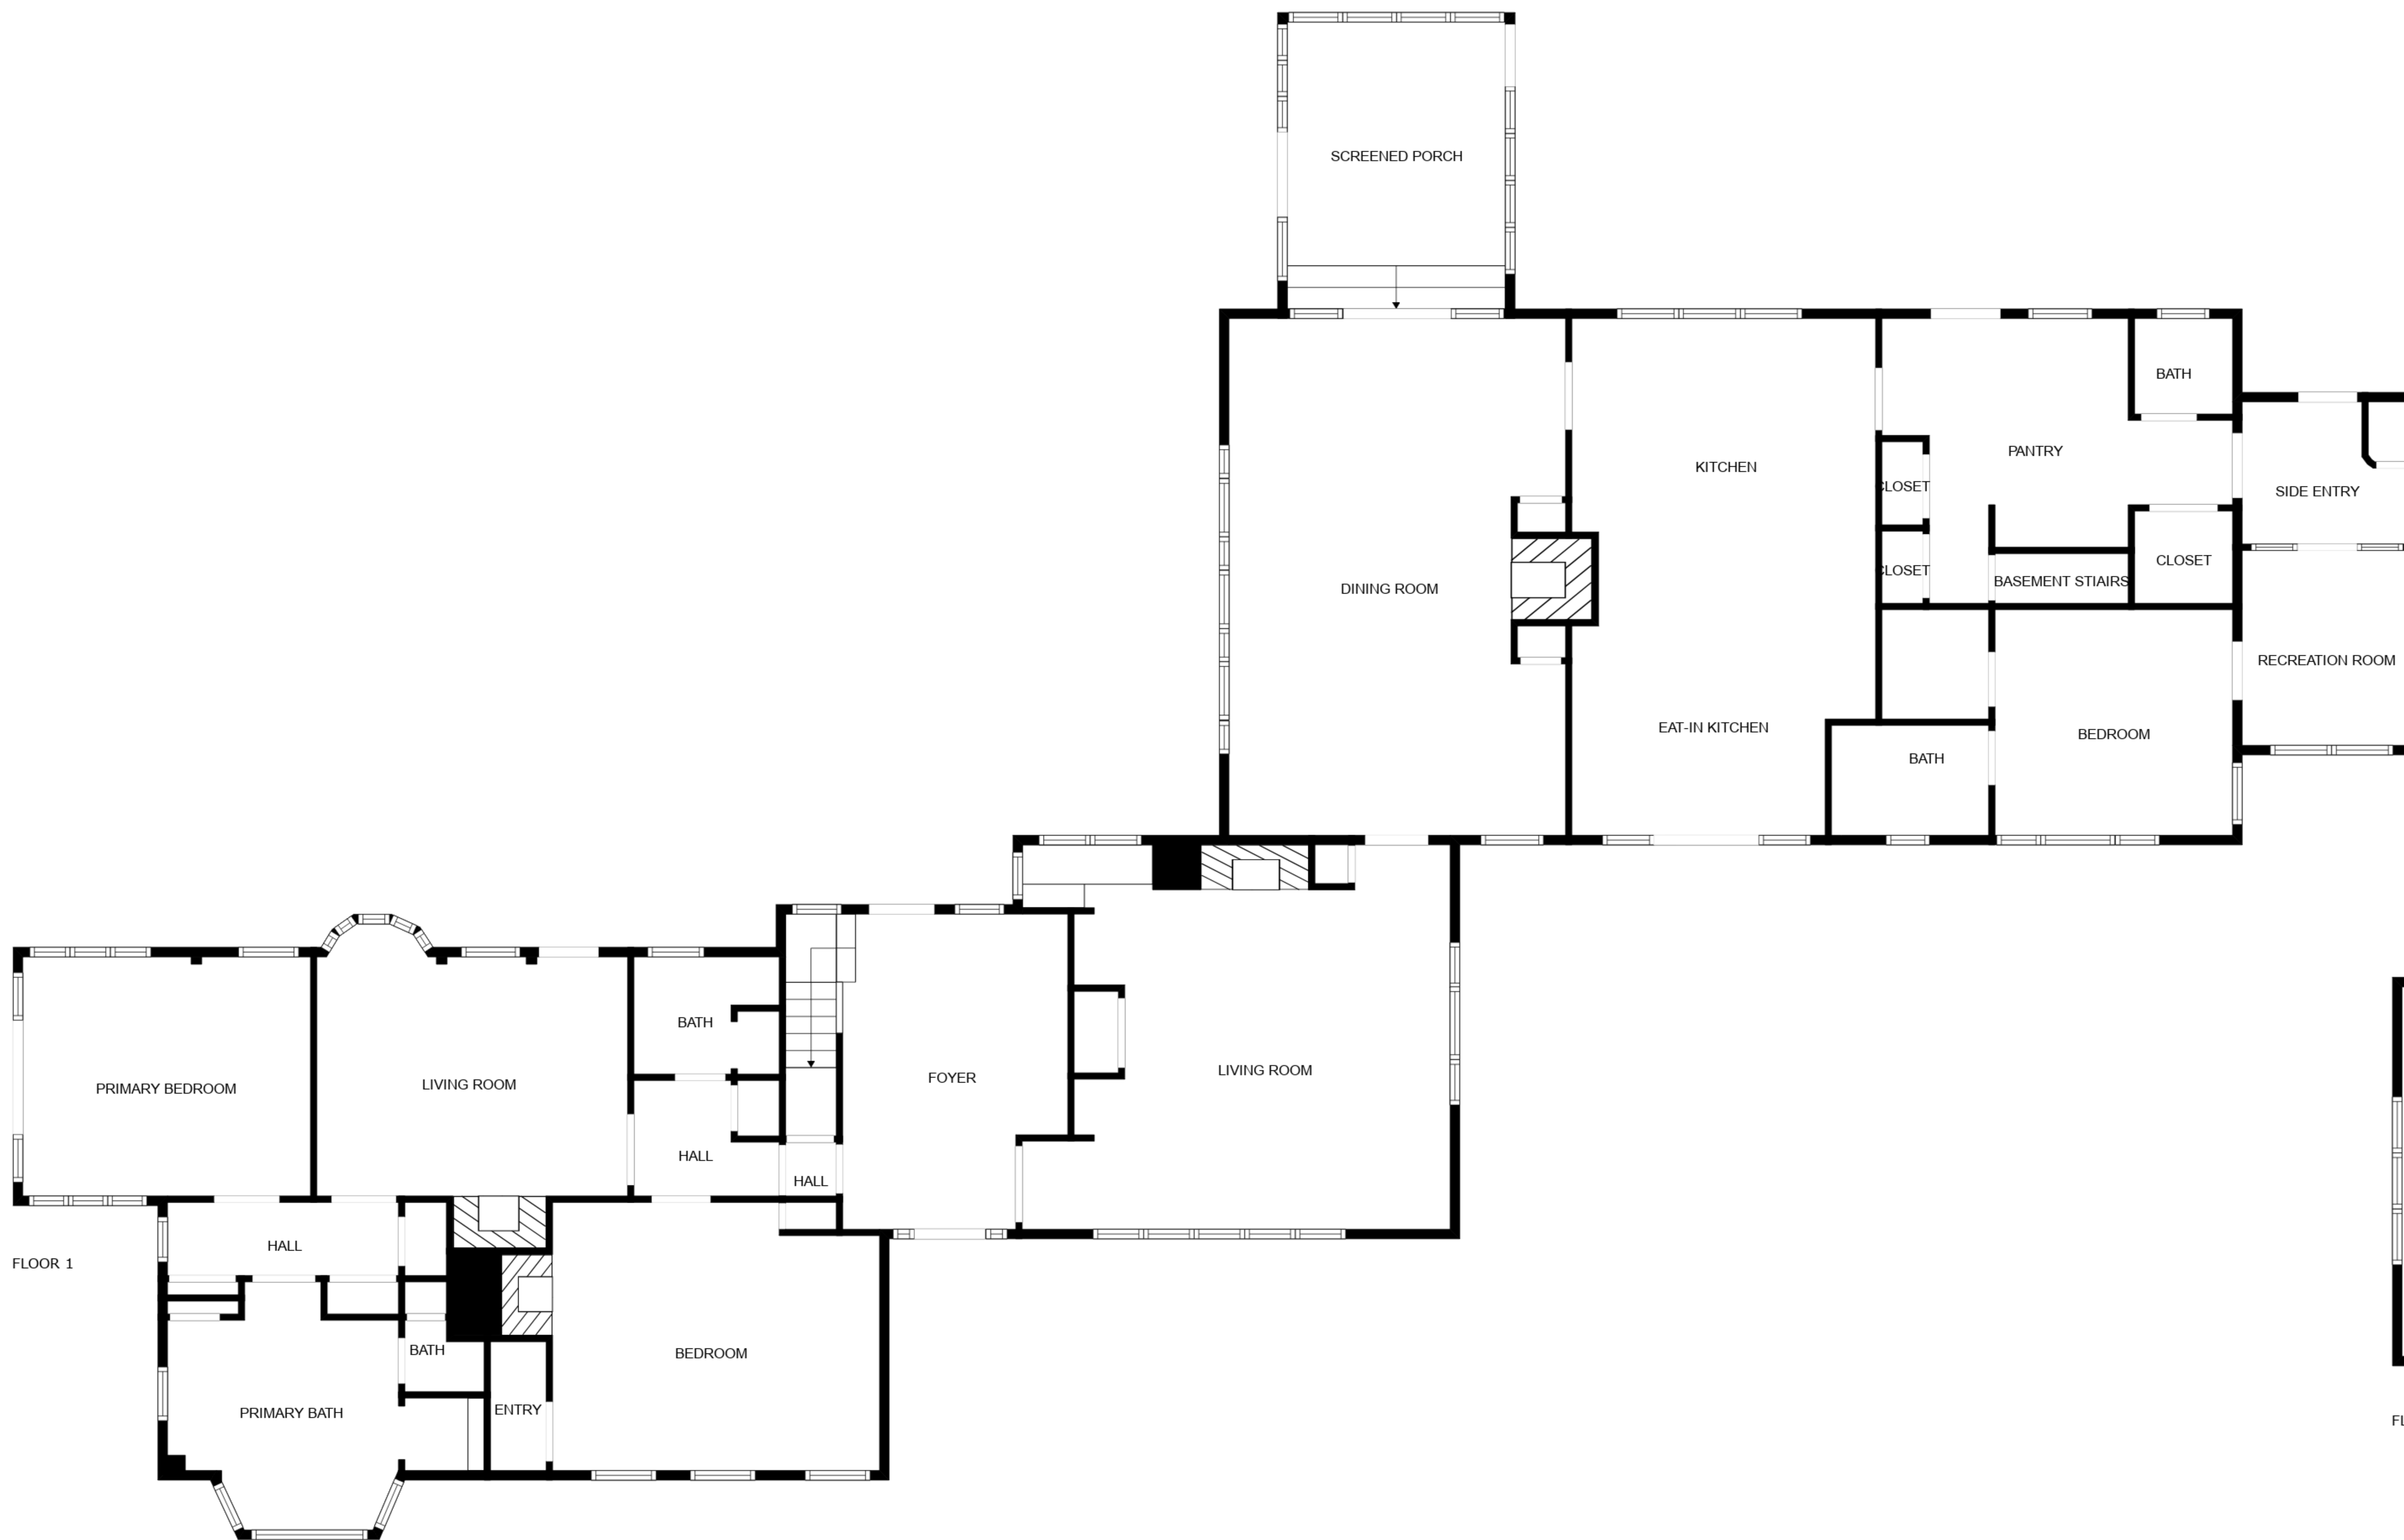 SCREENED PORCH
BATH
PANTRY
KITCHEN
CLOSET
SIDE ENTRY
CLOSET
CLOSET
BASEMENT STIAIRS
DINING ROOM
RECREATION ROOM
EAT-IN KITCHEN
BEDROOM
BATH
BATH
LIVING ROOM
FOYER
LIVING ROOM
PRIMARY BEDROOM
HALL
HALL
HALL
FLOOR 1
BATH
BEDROOM
ENTRY
PRIMARY BATH